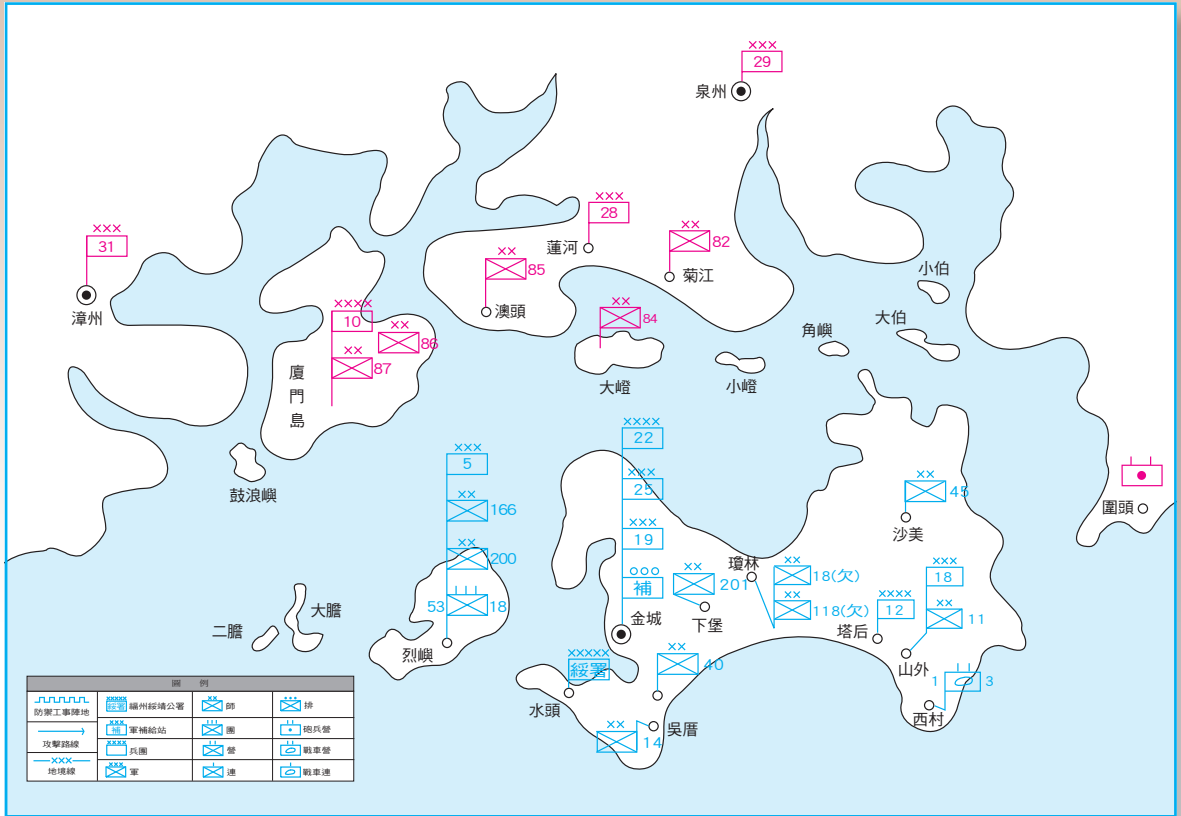 ×××
29
泉州
×××
28
蓮河
×××
31
漳州
××
82
菊江
××
85
澳頭
小伯
××××
10
××
86
××
87
廈門島
××
84
大嶝
小嶝
角嶼
大伯
鼓浪嶼
××××
22
×××
25
×××
19
○○○
補
金城
×××
5
××
166
××
200
53
18
烈嶼
大膽
二膽
××
201
下堡
瓊林
××
18(欠)
××
118(欠)
××
45
沙美
圍頭
×××
18
××
11
山外
××××
12
塔后
1
3
西村
×××××
綏署
水頭
××
40
××
14
吳厝
圖 例
防禦工事陣地
×××××
綏署
福州綏靖公署
××
師
•••
排
攻擊路線
×××
補
軍補給站
團
砲兵營
××××
兵團
營
戰車營
×××
地境線
×××
軍
連
戰車連